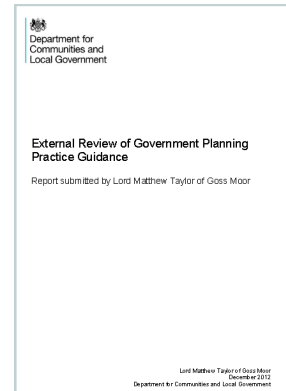 Department for
Communities and
Local Government
External Review of Government Planning
Practice Guidance
Report submitted by Lord Matthew Taylor of Goss Moor
Lord Matthew Taylor of Goss Moor
December 2012
Department for Communities and Local Government